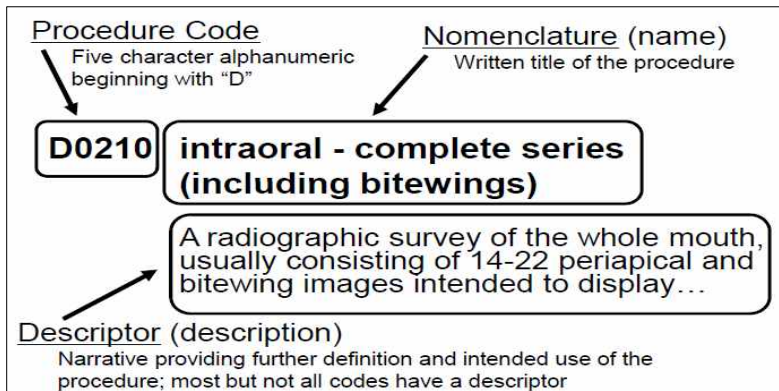 Procedure Code
Five character alphanumeric
beginning with “D”
Nomenclature (name)
Written title of the procedure
D0210
intraoral - complete series
(including bitewings)
A radiographic survey of the whole mouth,
usually consisting of 14-22 periapical and
bitewing images intended to display…
Descriptor (description)
Narrative providing further definition and intended use of the
procedure; most but not all codes have a descriptor